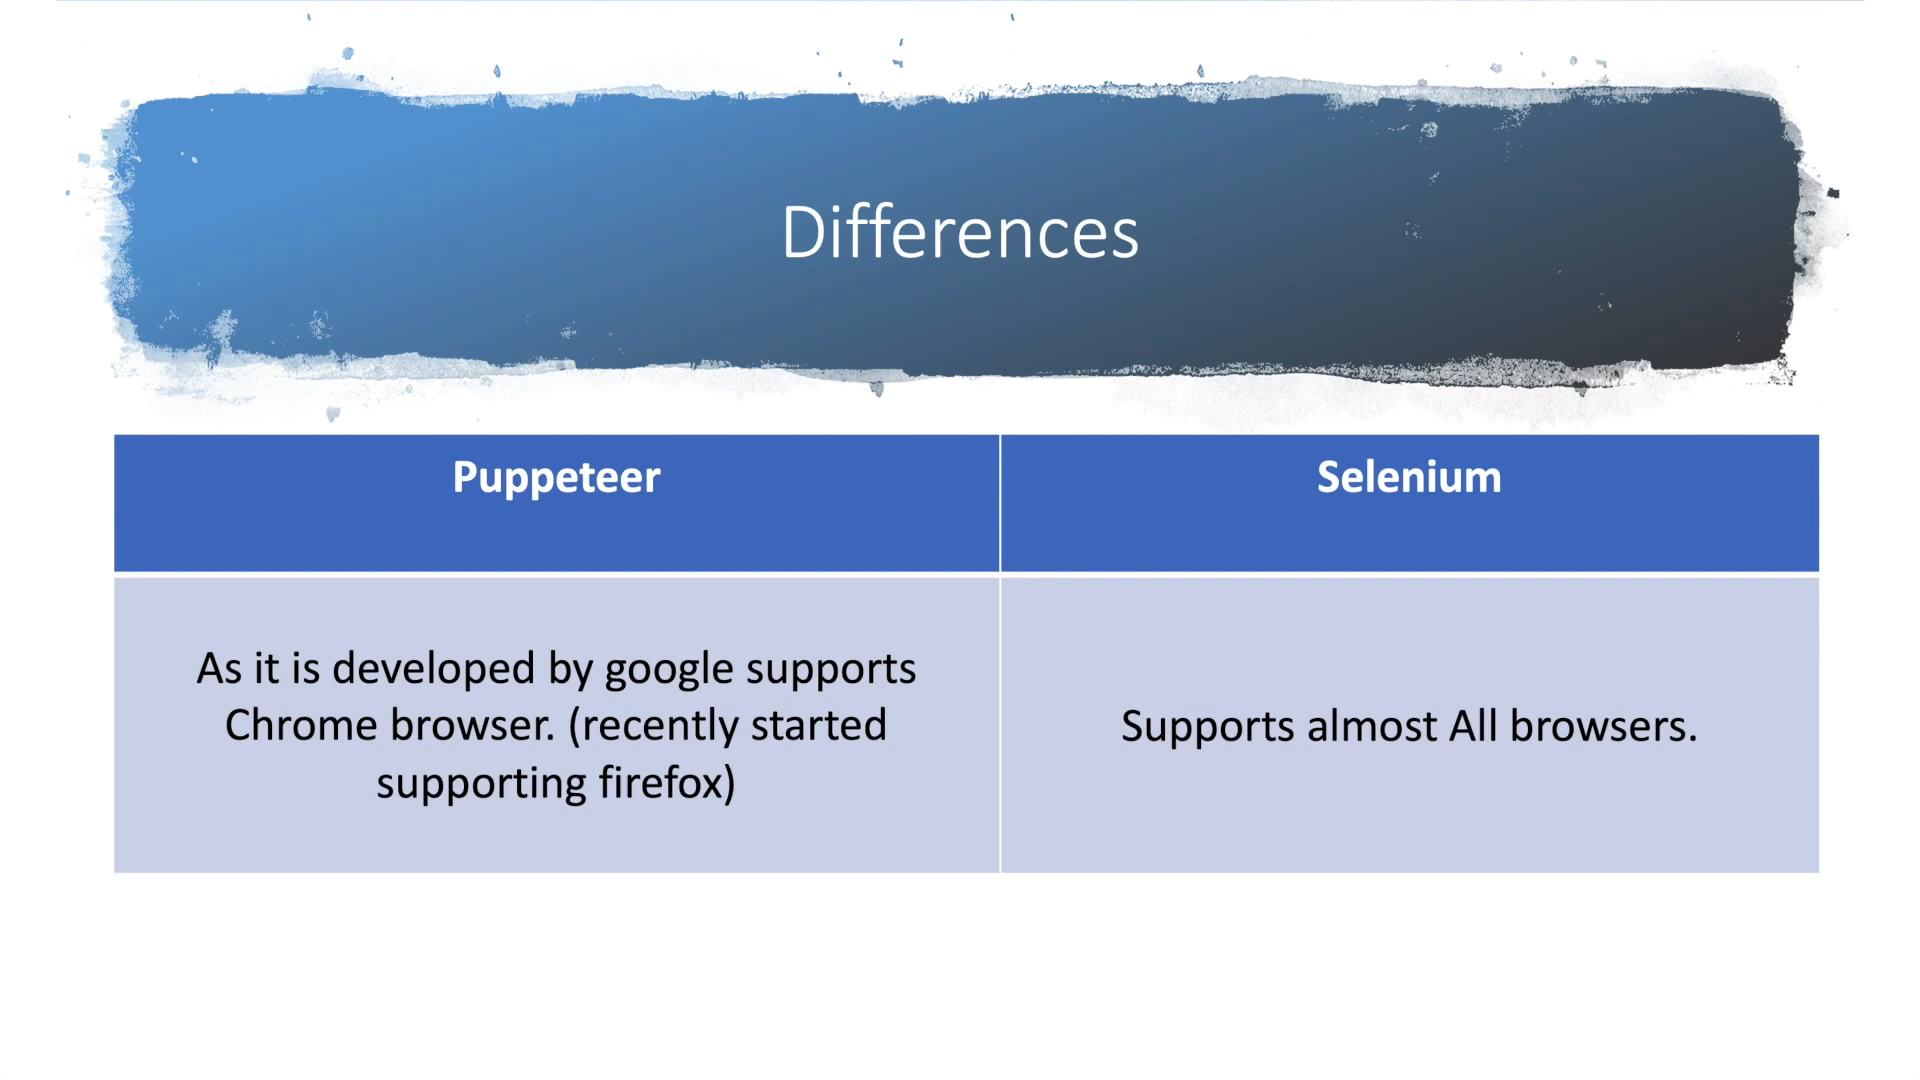 Differences
Puppeteer
Selenium
As it is developed by google supports
Chrome browser. (recently started
supporting firefox)
Supports almost All browsers.